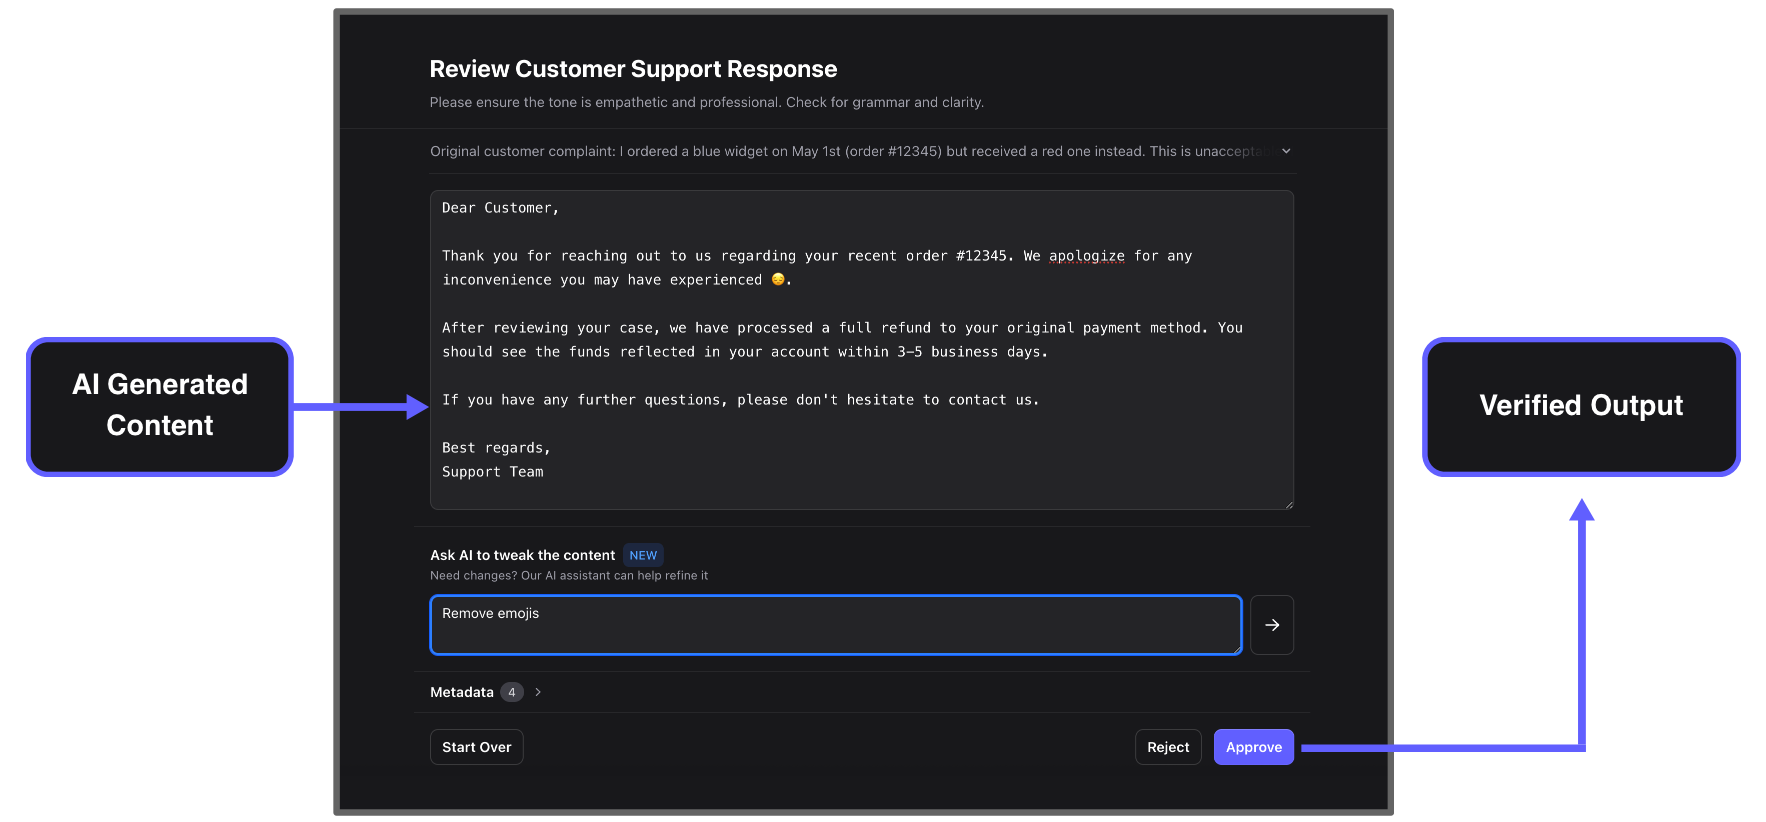 Review Customer Support Response
Please ensure the tone is empathetic and professional. Check for grammar and clarity.
Original customer complaint: I ordered a blue widget on May 1st (order #12345) but received a red one instead. This is
Dear Customer,
Thank you for reaching out to us regarding your recent order #12345. We apologize for any
inconvenience you may have experienced 😔.
After reviewing your case, we have processed a full refund to your original payment method. You
should see the funds reflected in your account within 3–5 business days.
If you have any further questions, please don't hesitate to contact us.
Best regards,
Support Team
AI Generated
Content
Verified Output
Ask AI to tweak the content NEW
Need changes? Our AI assistant can help refine it
Remove emojis
Metadata 4
Start Over
Reject
Approve